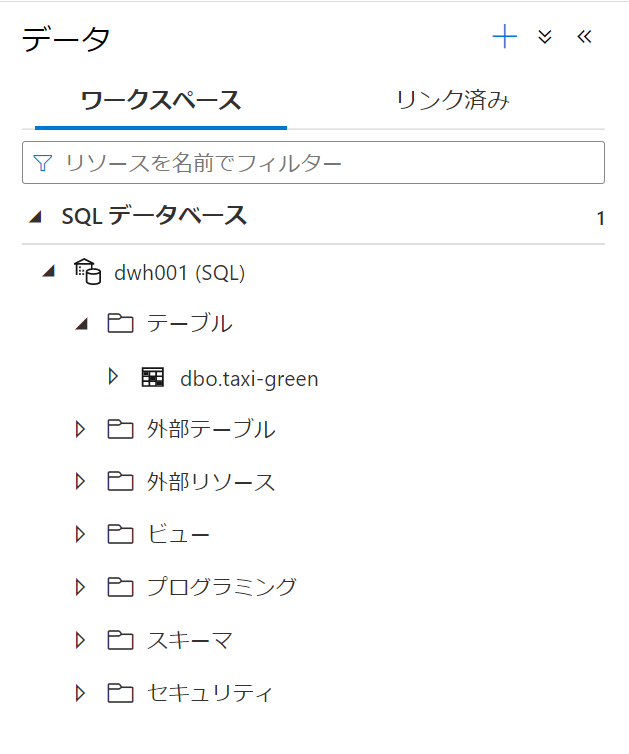 データ
ワークスペース リンク済み
リソースを名前でフィルター
SQL データベース 1
dwh001 (SQL)
テーブル
dbo.taxi-green
外部テーブル
外部リソース
ビュー
プログラミング
スキーマ
セキュリティ